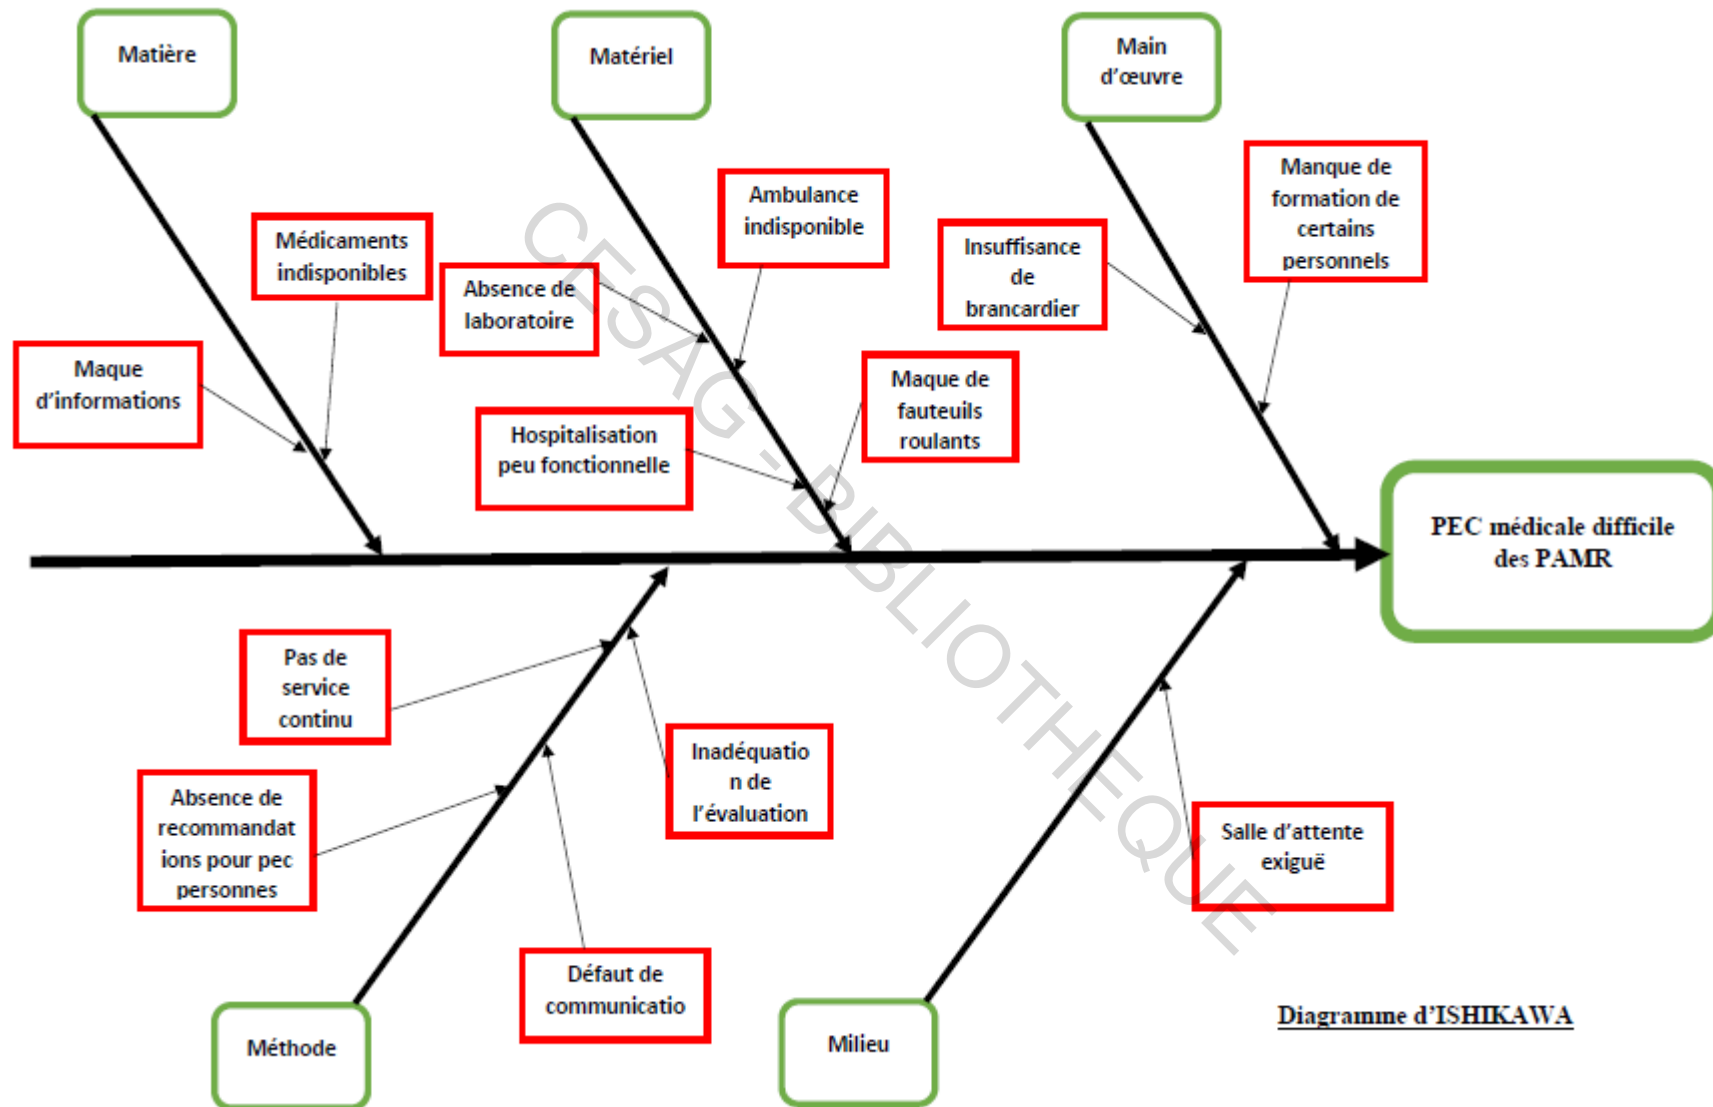 Matière
Matériel
Main
d'œuvre
Médicaments
indisponibles
Maque
d'informations
Absence de
laboratoire
Ambulance
indisponible
Hospitalisation
peu fonctionnelle
Maque de
fauteuils
roulants
Insuffisance
de
brancardier
Manque de
formation de
certains
personnels
PEC médicale difficile
des PAMR
Pas de
service
continu
Inadéquatio
n de
l'évaluation
Absence de
recommandat
ions pour pec
personnes
Défaut de
communicatio
Salle d'attente
exiguë
Méthode
Milieu
Diagramme d'ISHIKAWA
CESAG - BIBLIOTHEQUE